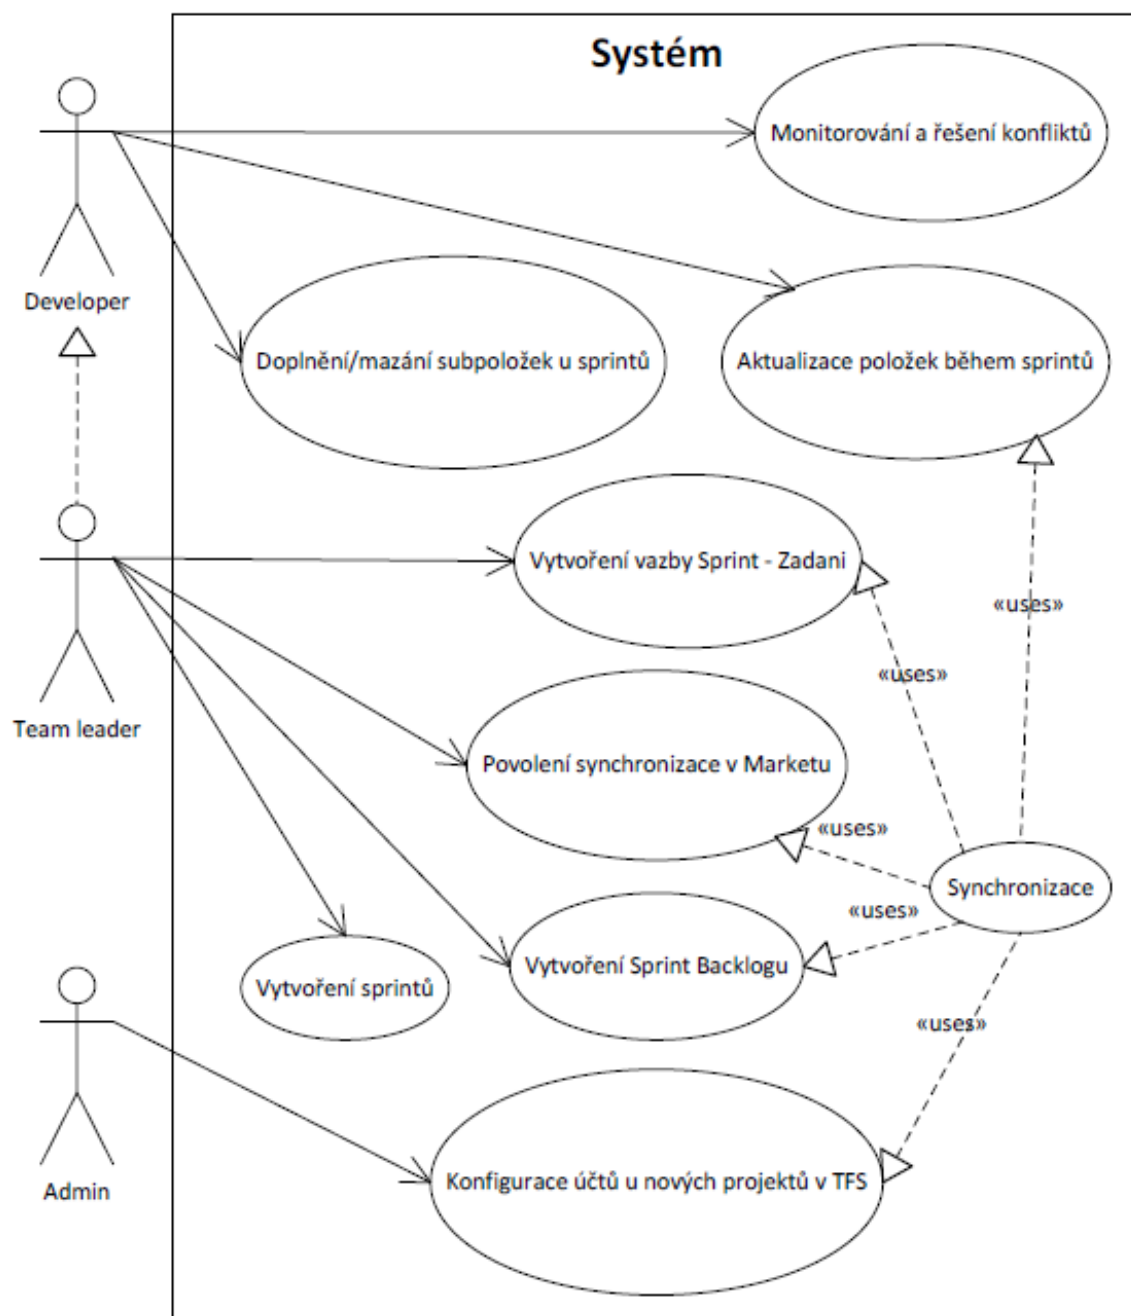 Systém
Monitorování a řešení konfliktů
Developer
Doplnění/mazání subpoložek u sprintů
Aktualizace položek během sprintů
Vytvoření vazby Sprint - Zadani
«uses»
«uses»
Team leader
Povolení synchronizace v Marketu
«uses»
Synchronizace
«uses»
Vytvoření Sprint Backlogu
Vytvoření sprintů
«uses»
Konfigurace účtů u nových projektů v TFS
Admin